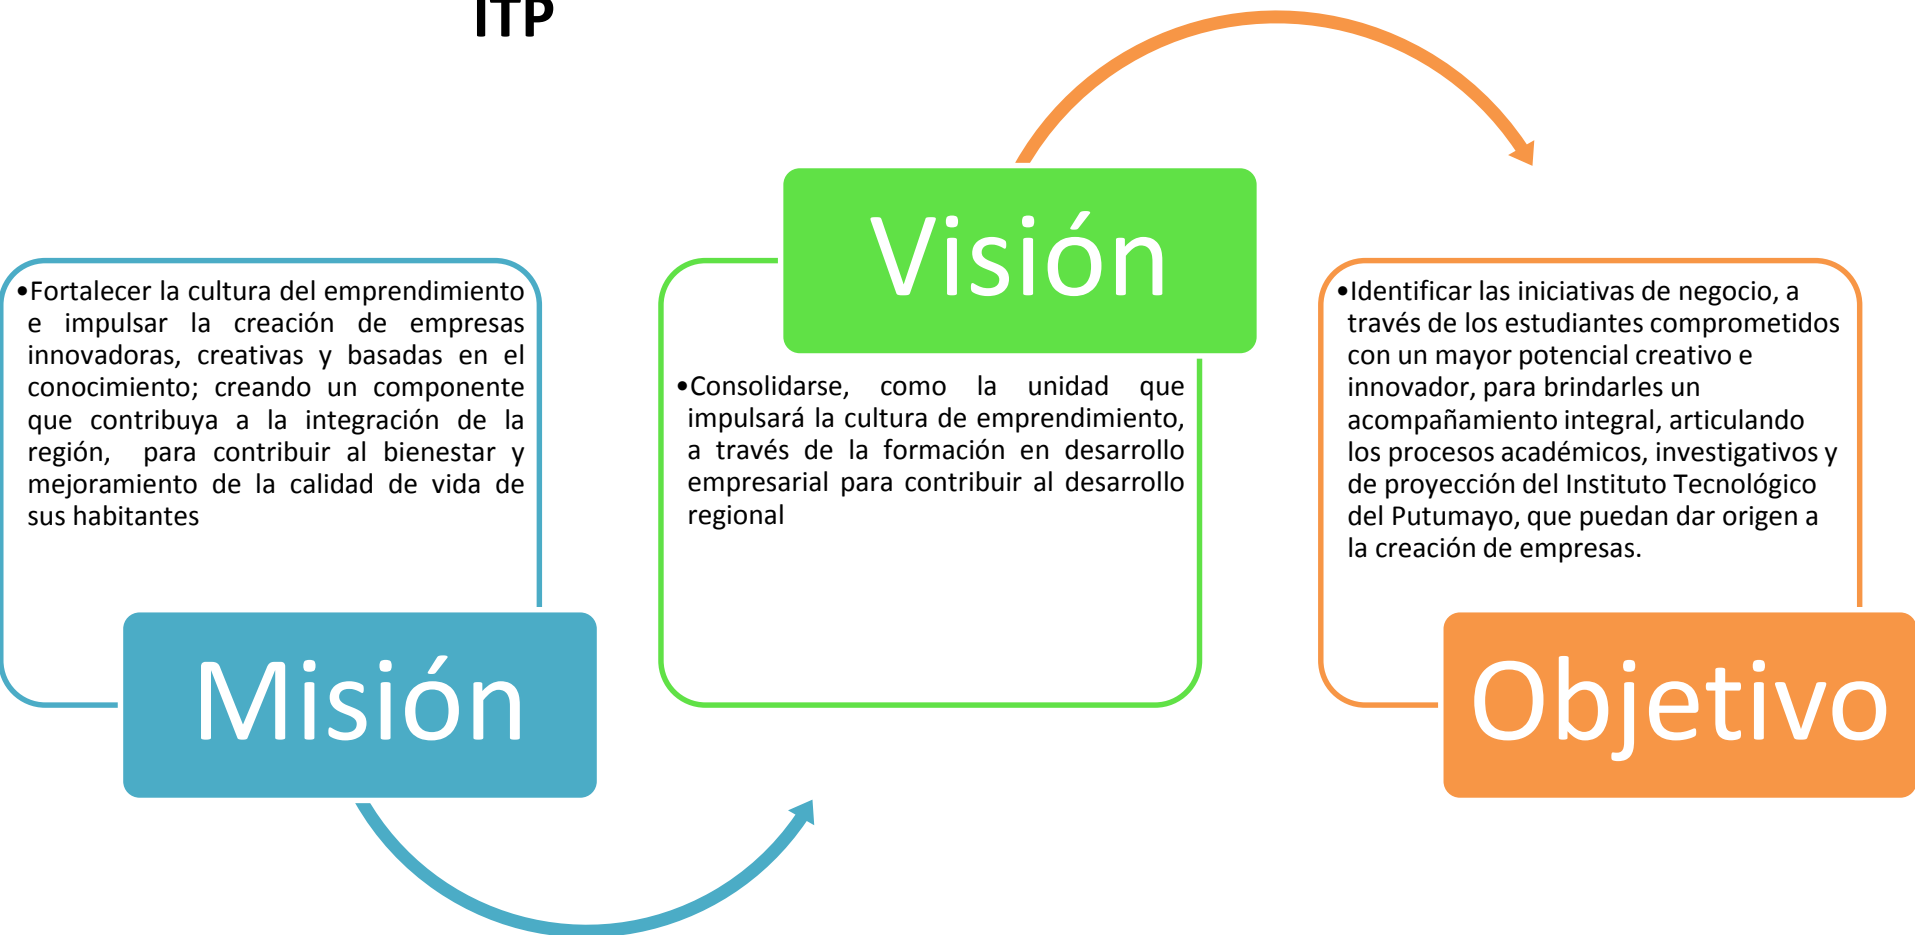 ITP
•Fortalecer la cultura del emprendimiento
e impulsar la creación de empresas
innovadoras, creativas y basadas en el
conocimiento; creando un componente
que contribuya a la integración de la
región, para contribuir al bienestar y
mejoramiento de la calidad de vida de
sus habitantes
Misión
Visión
•Consolidarse, como la unidad que
impulsará la cultura de emprendimiento,
a través de la formación en desarrollo
empresarial para contribuir al desarrollo
regional
•Identificar las iniciativas de negocio, a
través de los estudiantes comprometidos
con un mayor potencial creativo e
innovador, para brindarles un
acompañamiento integral, articulando
los procesos académicos, investigativos y
de proyección del Instituto Tecnológico
del Putumayo, que puedan dar origen a
la creación de empresas.
Objetivo